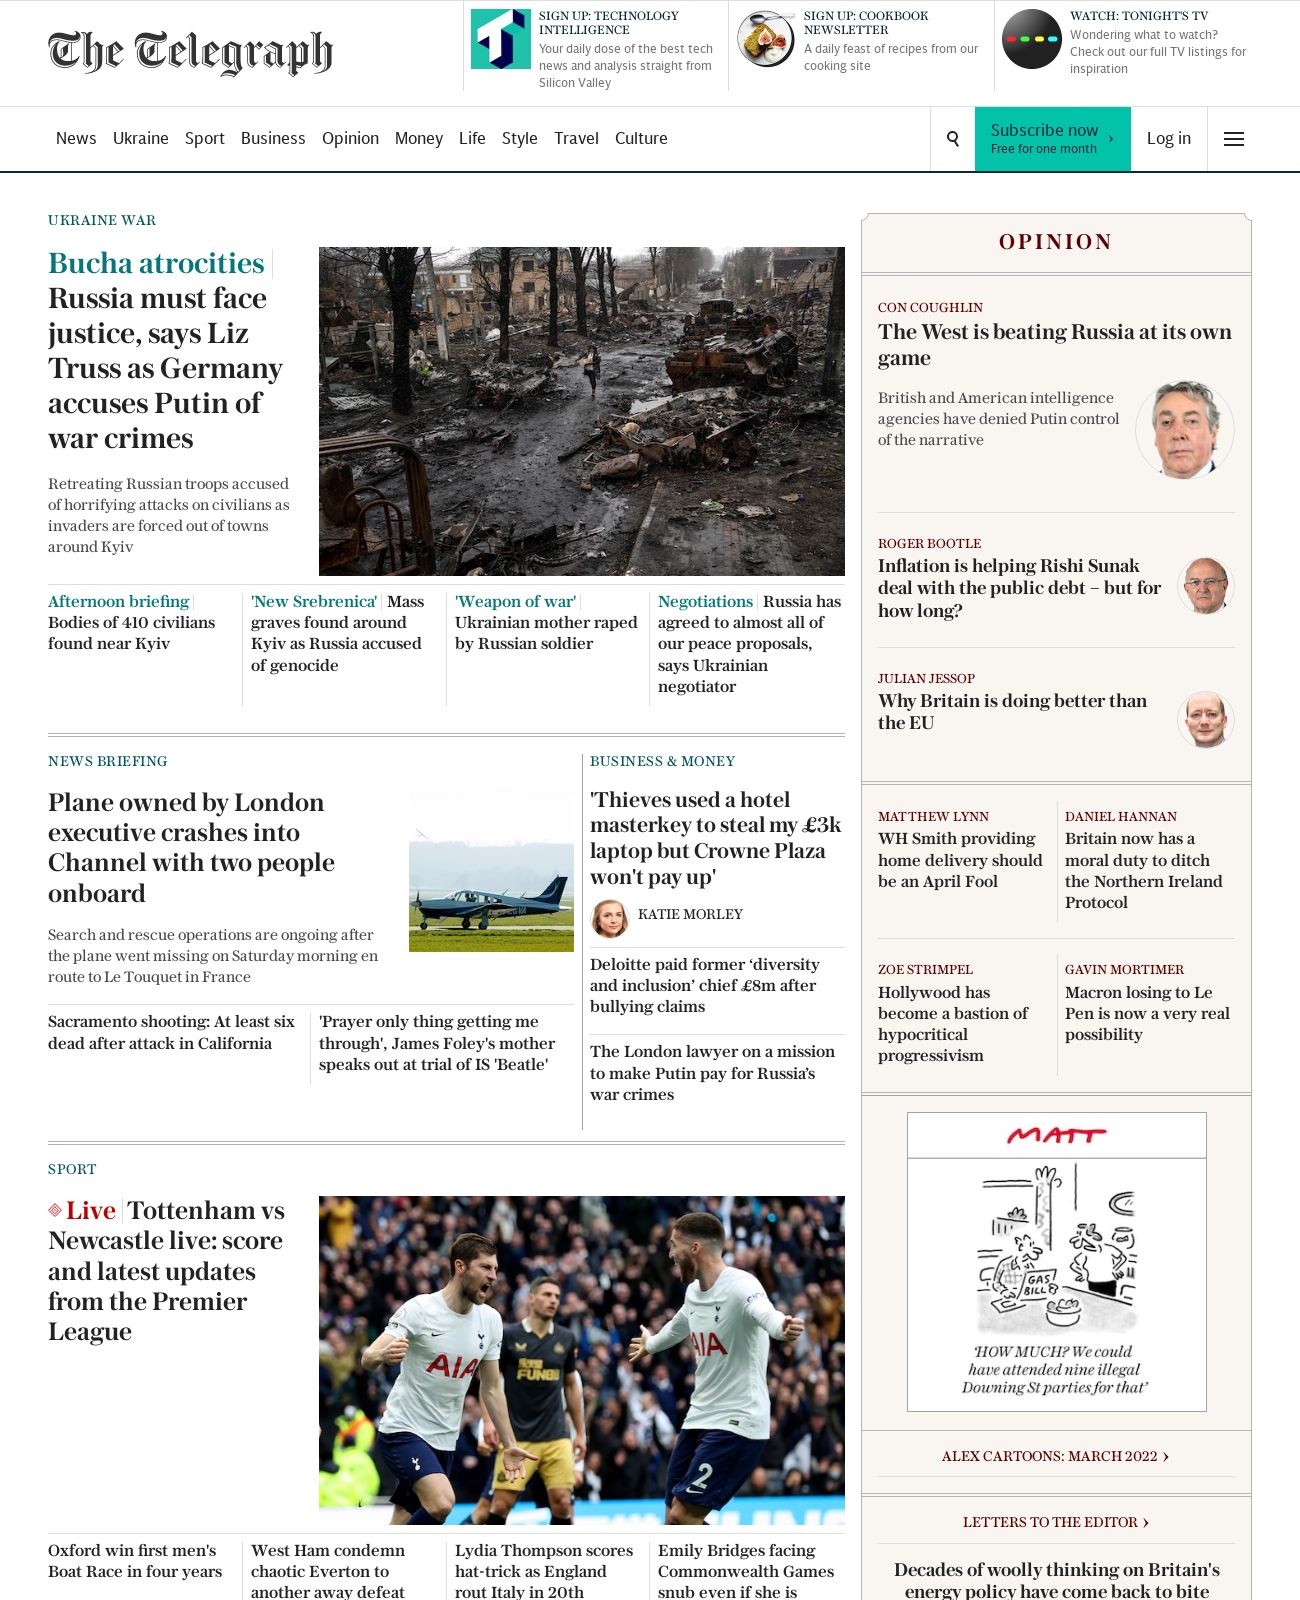 The Telegraph
SIGN UP: TECHNOLOGY
INTELLIGENCE
Your daily dose of the best tech
news and analysis straight from
Silicon Valley
SIGN UP: COOKBOOK
NEWSLETTER
A daily feast of recipes from our
cooking site
WATCH: TONIGHT'S TV
Wondering what to watch?
Check out our full TV listings for
inspiration
News Ukraine Sport Business Opinion Money Life Style Travel Culture
Subscribe now
Free for one month
Log in
UKRAINE WAR
Bucha atrocities
Russia must face
justice, says Liz
Truss as Germany
accuses Putin of
war crimes
Retreating Russian troops accused
of horrifying attacks on civilians as
invaders are forced out of towns
around Kyiv
Afternoon briefing
Bodies of 410 civilians
found near Kyiv
'New Srebrenica' Mass
graves found around
Kyiv as Russia accused
of genocide
'Weapon of war'
Ukrainian mother raped
by Russian soldier
Negotiations Russia has
agreed to almost all of
our peace proposals,
says Ukrainian
negotiator
NEWS BRIEFING
Plane owned by London
executive crashes into
Channel with two people
onboard
Search and rescue operations are ongoing after
the plane went missing on Saturday morning en
route to Le Touquet in France
Sacramento shooting: At least six
dead after attack in California
'Prayer only thing getting me
through', James Foley's mother
speaks out at trial of IS 'Beatle'
BUSINESS & MONEY
'Thieves used a hotel
masterkey to steal my £3k
laptop but Crowne Plaza
won't pay up'
KATIE MORLEY
Deloitte paid former ‘diversity
and inclusion’ chief £8m after
bullying claims
The London lawyer on a mission
to make Putin pay for Russia’s
war crimes
SPORT
Live Tottenham vs
Newcastle live: score
and latest updates
from the Premier
League
AIA
FUN88
AIA
2
Oxford win first men's
Boat Race in four years
West Ham condemn
chaotic Everton to
another away defeat
Lydia Thompson scores
hat-trick as England
rout Italy in 20th
Emily Bridges facing
Commonwealth Games
snub even if she is
OPINION
CON COUGHLIN
The West is beating Russia at its own
game
British and American intelligence
agencies have denied Putin control
of the narrative
ROGER BOOTLE
Inflation is helping Rishi Sunak
deal with the public debt – but for
how long?
JULIAN JESSOP
Why Britain is doing better than
the EU
MATTHEW LYNN
WH Smith providing
home delivery should
be an April Fool
DANIEL HANNAN
Britain now has a
moral duty to ditch
the Northern Ireland
Protocol
ZOE STRIMPEL
Hollywood has
become a bastion of
hypocritical
progressivism
GAVIN MORTIMER
Macron losing to Le
Pen is now a very real
possibility
MATT
GAS
BILL
'HOW MUCH? We could
have attended nine illegal
Downing St parties for that'
ALEX CARTOONS: MARCH 2022 ›
LETTERS TO THE EDITOR ›
Decades of woolly thinking on Britain's
energy policy have come back to bite